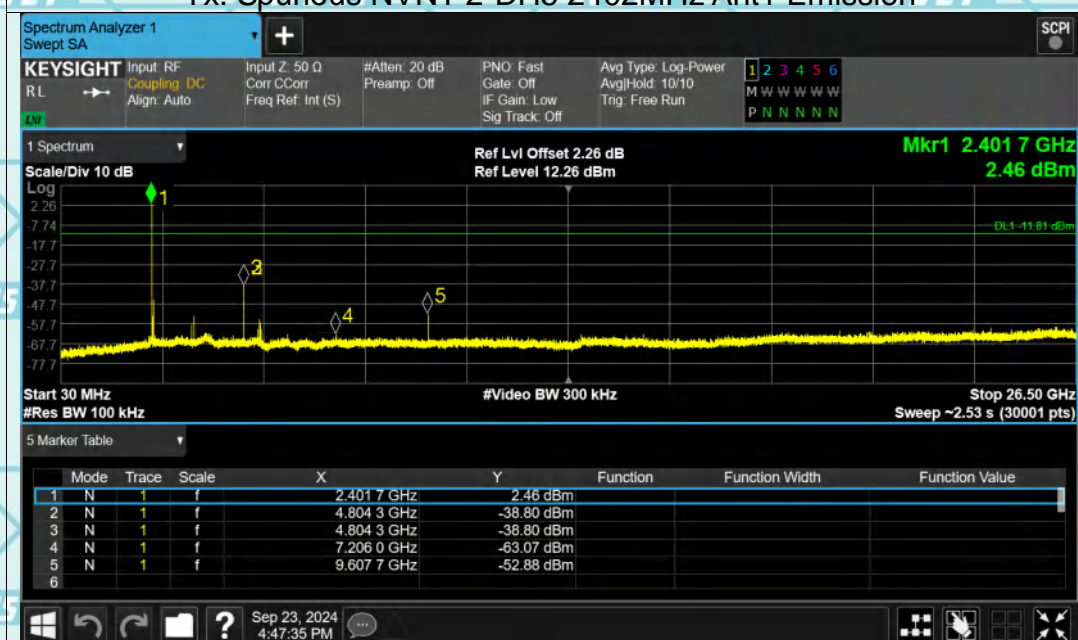 Tx. Spurious NVNT 2-DH5 2402MHz Ant1 Emission
Spectrum Analyzer 1
Swept SA
+
SCPI
KEYSIGHT
RL
LXI
Input: RF
Coupling: DC
Align: Auto
Input Z: 50 Ω
Corr CCorr
Freq Ref: Int (S)
#Atten: 20 dB
Preamp: Off
PNO: Fast
Gate: Off
IF Gain: Low
Sig Track: Off
Avg Type: Log-Power
Avg|Hold: 10/10
Trig: Free Run
1 2 3 4 5 6
M W W W W W
P N N N N N
1 Spectrum
Scale/Div 10 dB
Ref Lvl Offset 2.26 dB
Ref Level 12.26 dBm
Mkr1 2.401 7 GHz
2.46 dBm
Log
2.26
-7.74
-17.7
-27.7
-37.7
-47.7
-57.7
-67.7
-77.7
1
3
4
5
DL1 -11.81 dBm
Start 30 MHz
#Res BW 100 kHz
#Video BW 300 kHz
Stop 26.50 GHz
Sweep ~2.53 s (30001 pts)
5 Marker Table
Mode Trace Scale X Y Function Function Width Function Value
1 N 1 f 2.401 7 GHz 2.46 dBm
2 N 1 f 4.804 3 GHz -38.80 dBm
3 N 1 f 4.804 3 GHz -38.80 dBm
4 N 1 f 7.206 0 GHz -63.07 dBm
5 N 1 f 9.607 7 GHz -52.88 dBm
6
?
Sep 23, 2024
4:47:35 PM